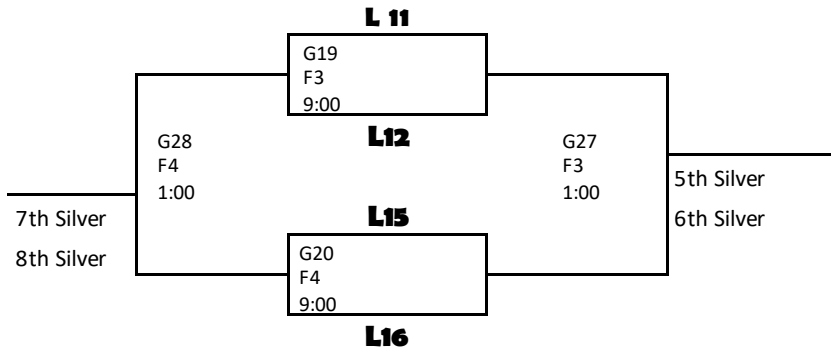 L 11
G19
F3
9:00
L12
G28
F4
1:00
G27
F3
1:00
5th Silver
6th Silver
7th Silver
8th Silver
L15
G20
F4
9:00
L16